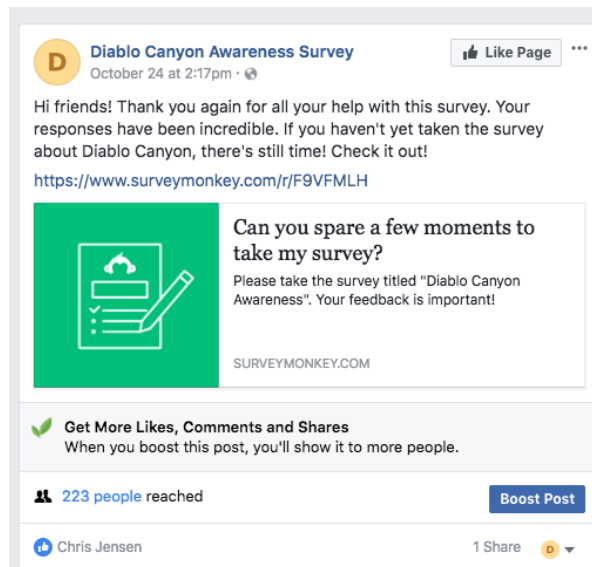 D
Diablo Canyon Awareness Survey
Like Page
October 24 at 2:17pm ·
Hi friends! Thank you again for all your help with this survey. Your
responses have been incredible. If you haven't yet taken the survey
about Diablo Canyon, there's still time! Check it out!
https://www.surveymonkey.com/r/F9VFMLH
Can you spare a few moments to
take my survey?
Please take the survey titled "Diablo Canyon
Awareness". Your feedback is important!
SURVEYMONKEY.COM
Get More Likes, Comments and Shares
When you boost this post, you'll show it to more people.
223 people reached
Boost Post
Chris Jensen
1 Share
D